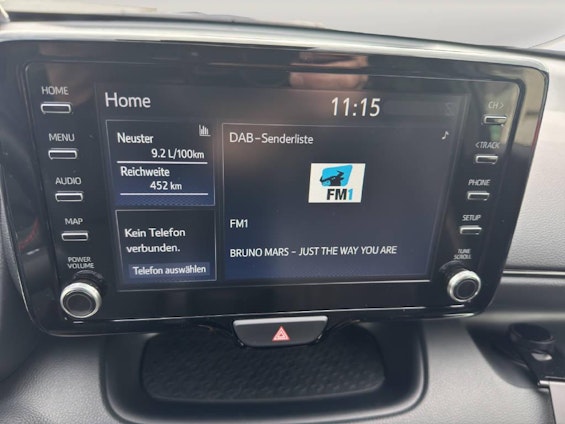 HOME
MENU
AUDIO
MAP
POWER
VOLUME
Home
11:15
Neuster
9.2 L/100km
Reichweite
452 km
Kein Telefon
verbunden.
Telefon auswählen
DAB-Senderliste
FM1
FM1
BRUNO MARS - JUST THE WAY YOU ARE
CH >
< TRACK
PHONE
SETUP
TUNE
SCROLL